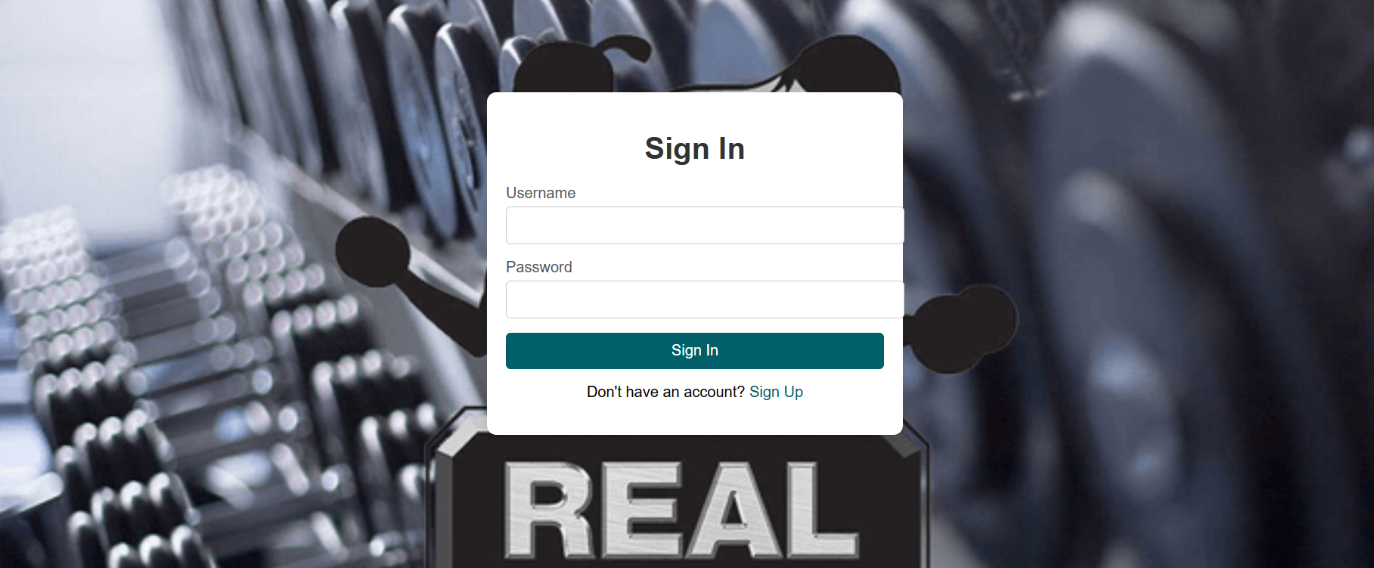 Sign In
Username
Password
Sign In
Don't have an account? Sign Up
REAL